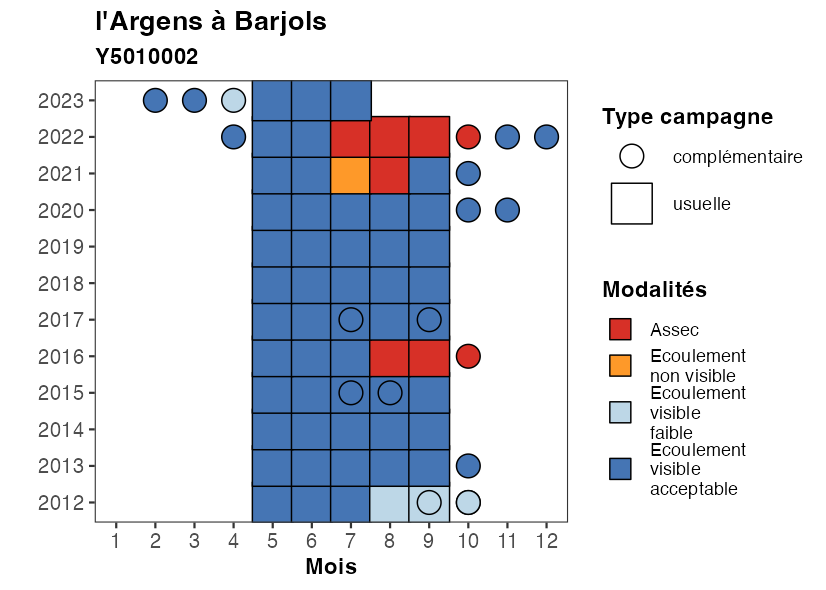 l'Argens à Barjols
Y5010002
2023
2022
2021
2020
2019
2018
2017
2016
2015
2014
2013
2012
1 2 3 4 5 6 7 8 9 10 11 12
Mois
Type campagne
complémentaire
usuelle
Modalités
Assec
Ecoulement
non visible
Ecoulement
visible
faible
Ecoulement
visible
acceptable